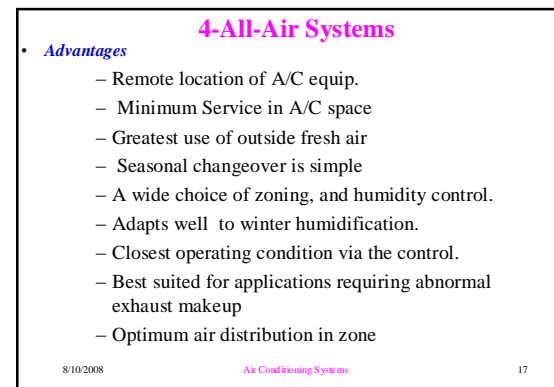 4-All-Air Systems
• Advantages
– Remote location of A/C equip.
– Minimum Service in A/C space
– Greatest use of outside fresh air
– Seasonal changeover is simple
– A wide choice of zoning, and humidity control.
– Adapts well to winter humidification.
– Closest operating condition via the control.
– Best suited for applications requiring abnormal
exhaust makeup
– Optimum air distribution in zone
8/10/2008 Air Conditioning Systems 17